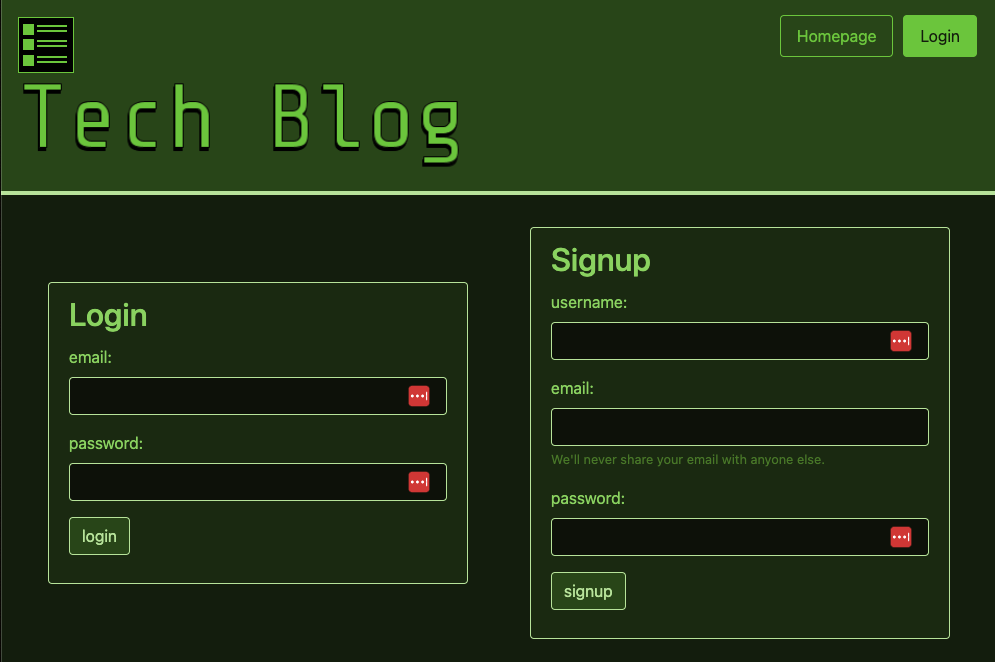 Homepage
Login
Tech Blog
Login
email:
password:
login
Signup
username:
email:
We'll never share your email with anyone else.
password:
signup